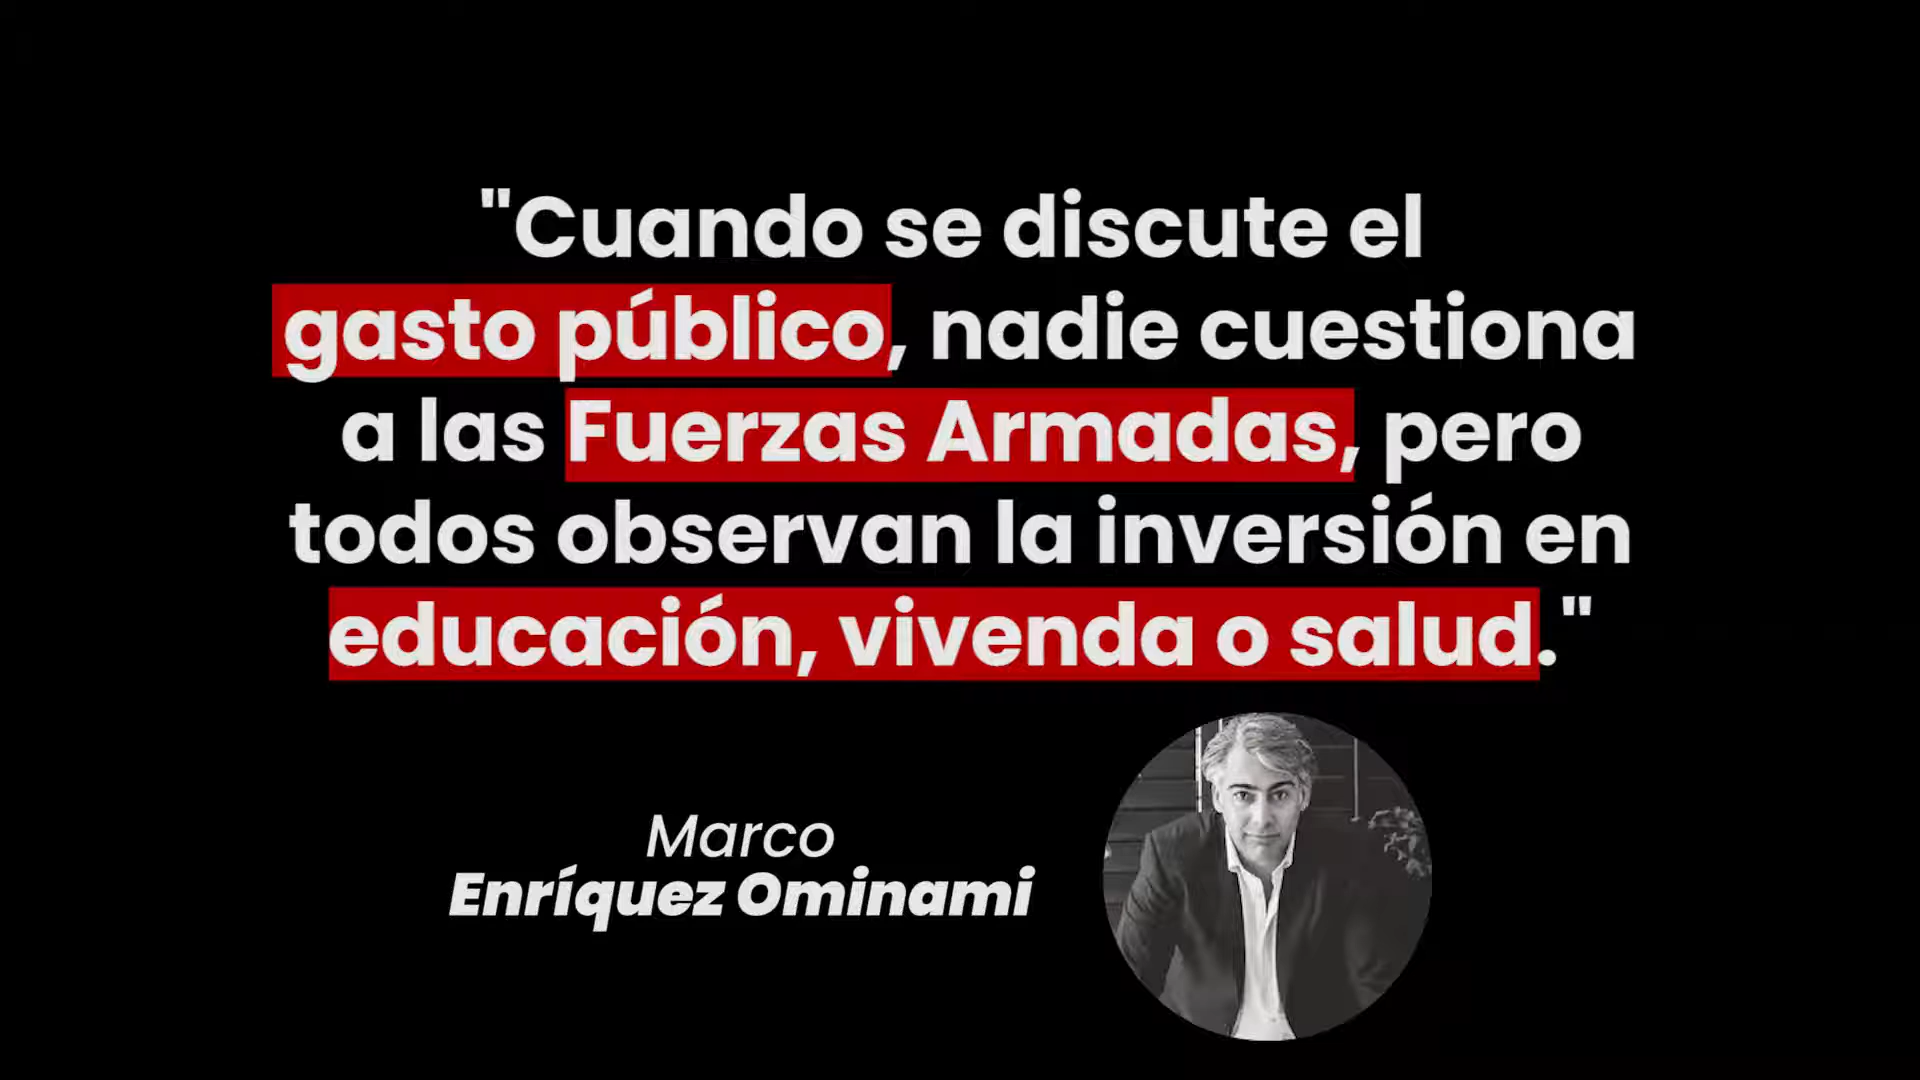 "Cuando se discute el
gasto público, nadie cuestiona
a las Fuerzas Armadas, pero
todos observan la inversión en
educación, vivenda o salud."
Marco
Enríquez Ominami